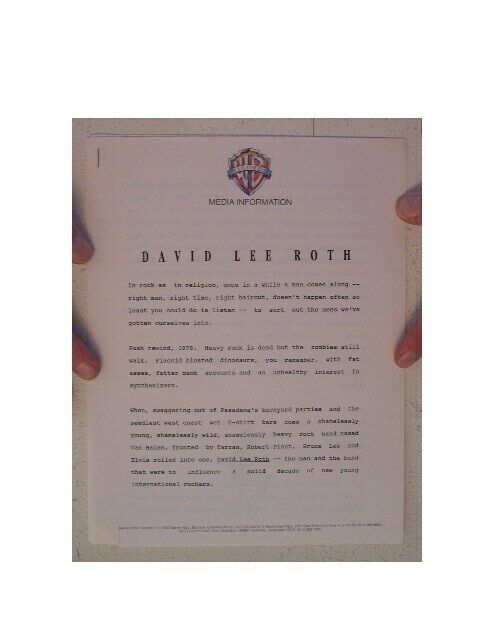 WB
MEDIA INFORMATION
DAVID LEE ROTH
In rock as in religion, once in a while a man comes along --
right man, right time, right haircut, doesn't happen often so
least you could do is listen -- to sort out the mess we've
gotten ourselves into.
Push rewind, 1978. Heavy rock is dead but the zombies still
walk. Flaccid bloated dinosaurs, you remember, with fat
asses, fatter bank accounts and an unhealthy interest in
synthesizers.
When, swaggering out of Pasadena's backyard parties and the
seediest west coast wet T-shirt bars come a shamelessly
young, shamelessly wild, shamelessly heavy rock band named
Van Halen, fronted by Tarzan, Robert Plant, Bruce Lee and
Elvis rolled into one, David Lee Roth -- the man and the band
that were to influence a solid decade of new young
international rockers.